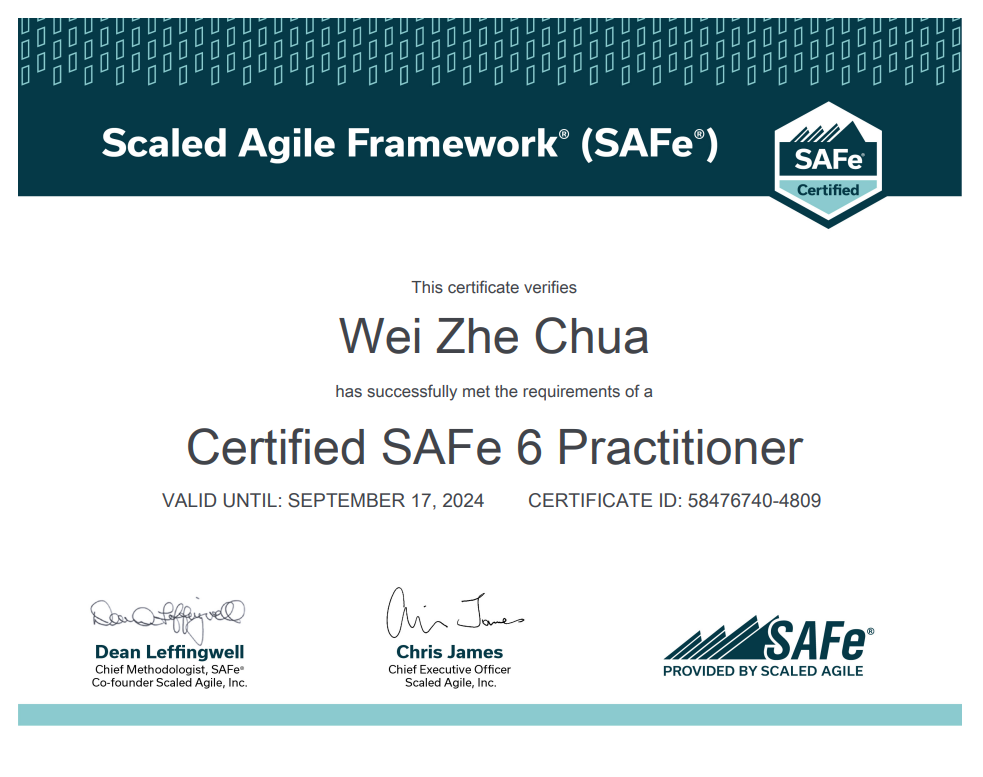 Scaled Agile Framework® (SAFe®)
SAFe®
Certified
This certificate verifies
Wei Zhe Chua
has successfully met the requirements of a
Certified SAFe 6 Practitioner
VALID UNTIL: SEPTEMBER 17, 2024 CERTIFICATE ID: 58476740-4809
Dean Leffingwell
Dean Leffingwell
Chief Methodologist, SAFe®
Co-founder Scaled Agile, Inc.
Chris James
Chris James
Chief Executive Officer
Scaled Agile, Inc.
SAFe®
PROVIDED BY SCALED AGILE